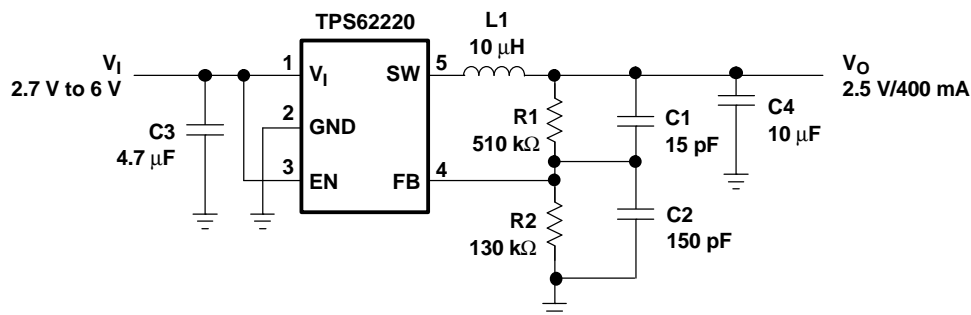 TPS62220
L1
10 μH
V_I
2.7 V to 6 V
1
V_I
SW
5
V_O
2.5 V/400 mA
2
GND
C3
4.7 μF
R1
510 kΩ
C1
15 pF
C4
10 μF
3
EN
FB
4
R2
130 kΩ
C2
150 pF